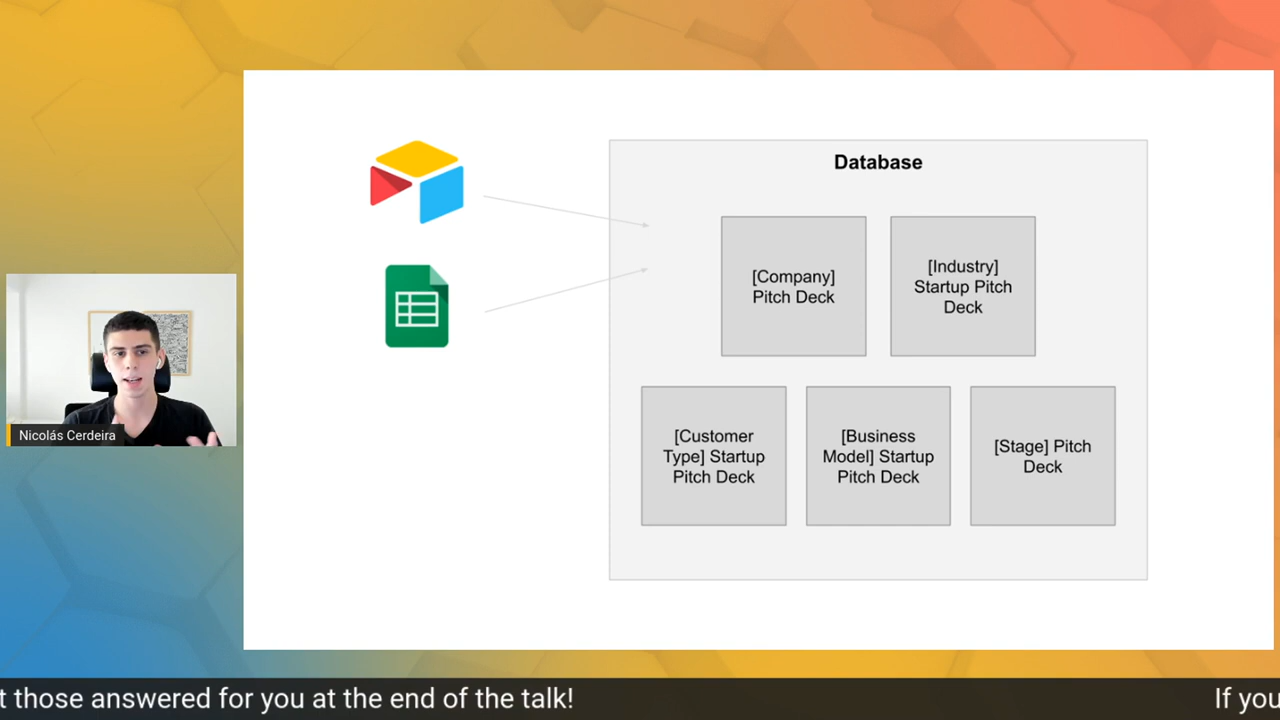 Database
[Company]
Pitch Deck
[Industry]
Startup Pitch
Deck
[Customer
Type] Startup
Pitch Deck
[Business
Model] Startup
Pitch Deck
[Stage] Pitch
Deck
Nicolás Cerdeira
t those answered for you at the end of the talk!
If you